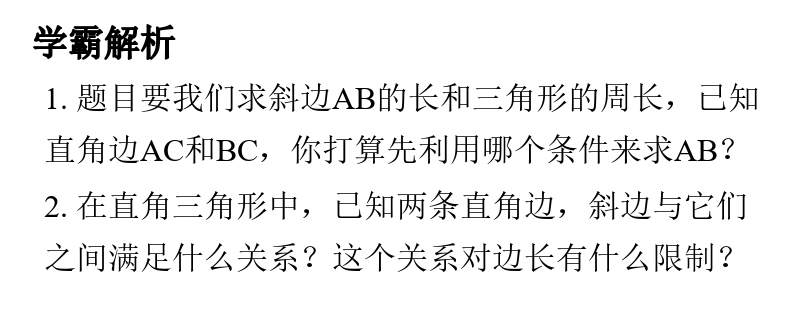 学霸解析
1. 题目要我们求斜边AB的长和三角形的周长，已知
直角边AC和BC，你打算先利用哪个条件来求AB？
2. 在直角三角形中，已知两条直角边，斜边与它们
之间满足什么关系？这个关系对边长有什么限制？